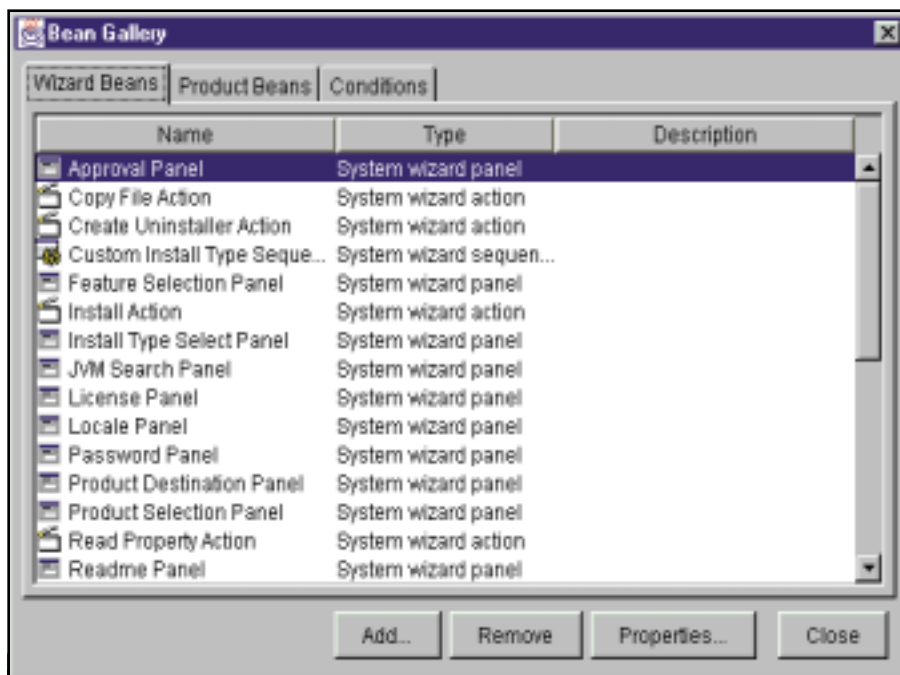 Bean Gallery
Wizard Beans Product Beans Conditions
Name Type Description
Approval Panel System wizard panel
Copy File Action System wizard action
Create Uninstaller Action System wizard action
Custom Install Type Seque... System wizard sequen...
Feature Selection Panel System wizard panel
Install Action System wizard action
Install Type Select Panel System wizard panel
JVM Search Panel System wizard panel
License Panel System wizard panel
Locale Panel System wizard panel
Password Panel System wizard panel
Product Destination Panel System wizard panel
Product Selection Panel System wizard panel
Read Property Action System wizard action
Readme Panel System wizard panel
Add... Remove Properties... Close